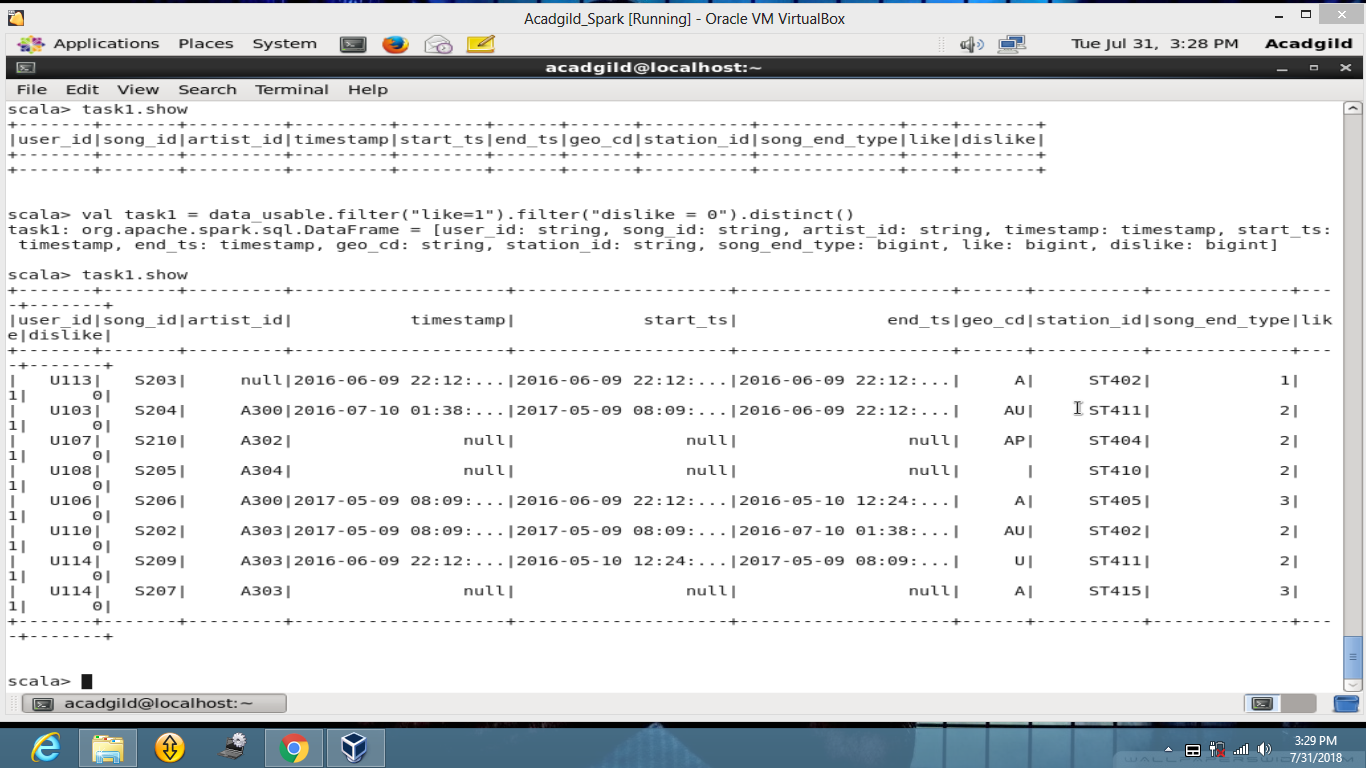 Acadgild_Spark [Running] - Oracle VM VirtualBox
Applications Places System Tue Jul 31, 3:28 PM Acadgild
acadgild@localhost:~
File Edit View Search Terminal Help
scala> task1.show
+-------+-------+---------+---------+--------+------+------+----------+-------------+----+-------+
|user_id|song_id|artist_id|timestamp|start_ts|end_ts|geo_cd|station_id|song_end_type|like|dislike|
+-------+-------+---------+---------+--------+------+------+----------+-------------+----+-------+
+-------+-------+---------+---------+--------+------+------+----------+-------------+----+-------+
scala> val task1 = data_usable.filter("like=1").filter("dislike = 0").distinct()
task1: org.apache.spark.sql.DataFrame = [user_id: string, song_id: string, artist_id: string, timestamp: timestamp, start_ts:
 timestamp, end_ts: timestamp, geo_cd: string, station_id: string, song_end_type: bigint, like: bigint, dislike: bigint]
scala> task1.show
+-------+-------+---------+--------------------+--------------------+--------------------+------+----------+-------------+---
-+-------+
|user_id|song_id|artist_id|           timestamp|            start_ts|              end_ts|geo_cd|station_id|song_end_type|lik
e|dislike|
+-------+-------+---------+--------------------+--------------------+--------------------+------+----------+-------------+---
-+-------+
|   U113|   S203|     null|2016-06-09 22:12:...|2016-06-09 22:12:...|2016-06-09 22:12:...|     A|     ST402|            1|
1|      0|
|   U103|   S204|     A300|2016-07-10 01:38:...|2017-05-09 08:09:...|2016-06-09 22:12:...|    AU|     ST411|            2|
1|      0|
|   U107|   S210|     A302|                null|                null|                null|    AP|     ST404|            2|
1|      0|
|   U108|   S205|     A304|                null|                null|                null|      |     ST410|            2|
1|      0|
|   U106|   S206|     A300|2017-05-09 08:09:...|2016-06-09 22:12:...|2016-05-10 12:24:...|     A|     ST405|            3|
1|      0|
|   U110|   S202|     A303|2017-05-09 08:09:...|2017-05-09 08:09:...|2016-07-10 01:38:...|    AU|     ST402|            2|
1|      0|
|   U114|   S209|     A303|2016-06-09 22:12:...|2016-05-10 12:24:...|2017-05-09 08:09:...|     U|     ST411|            2|
1|      0|
|   U114|   S207|     A303|                null|                null|                null|     A|     ST415|            3|
1|      0|
+-------+-------+---------+--------------------+--------------------+--------------------+------+----------+-------------+---
-+-------+
scala>
acadgild@localhost:~
3:29 PM
7/31/2018